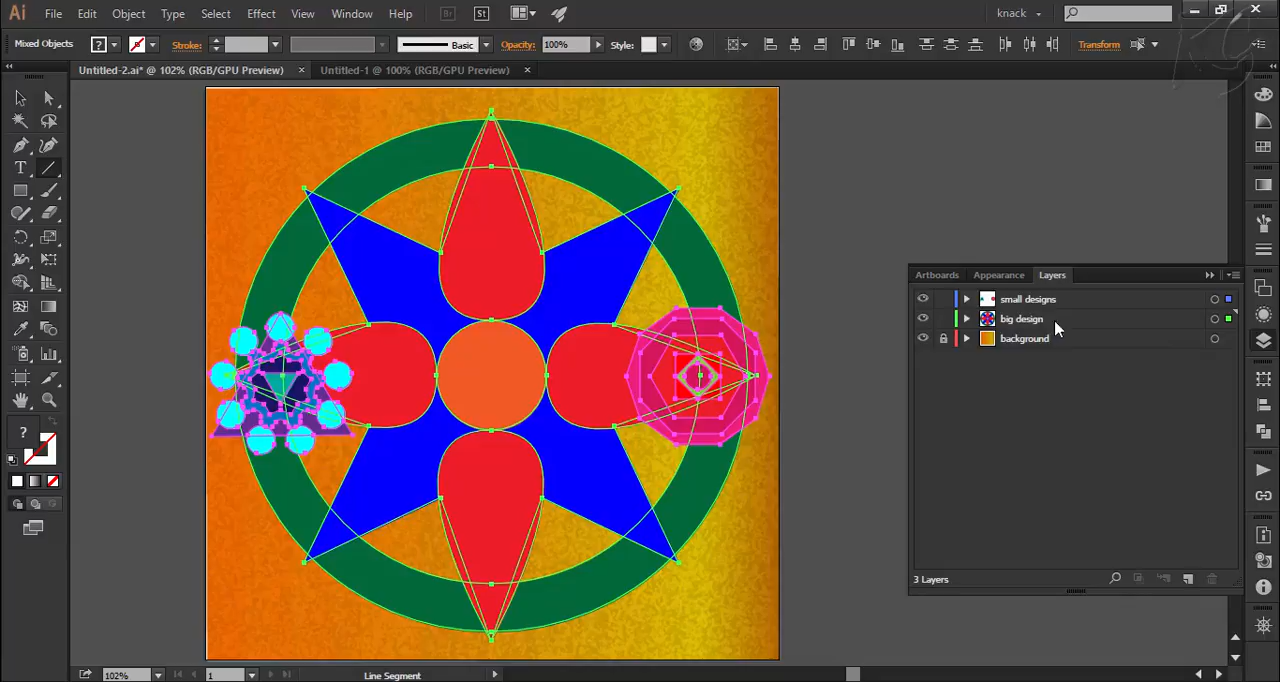 Ai File Edit Object Type Select Effect View Window Help Br St knack
Mixed Objects ? Stroke: Basic Opacity: 100% Style: Transform
Untitled-2.ai* @ 102% (RGB/GPU Preview) × Untitled-1 @ 100% (RGB/GPU Preview) ×
Artboards Appearance Layers
small designs
big design
background
3 Layers
102% 1 Line Segment